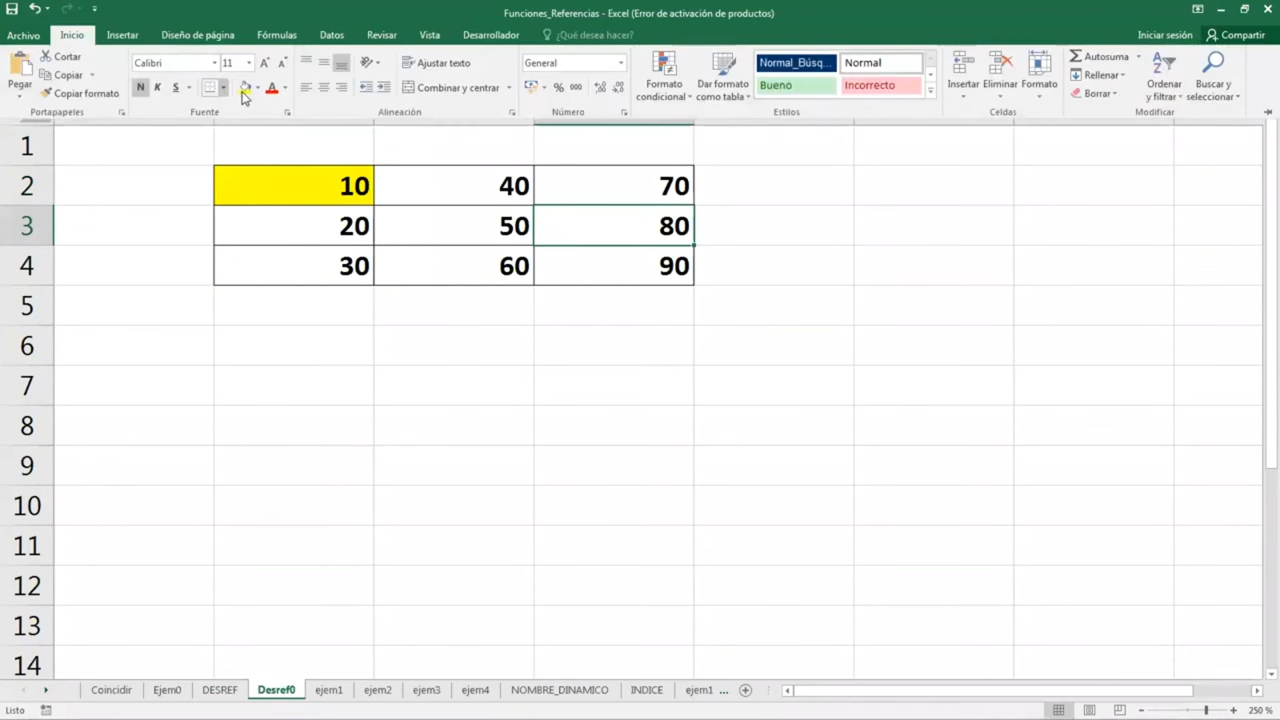 Funciones_Referencias - Excel (Error de activación de productos)
Archivo Inicio Insertar Diseño de página Fórmulas Datos Revisar Vista Desarrollador ¿Qué desea hacer? Iniciar sesión Compartir
Pegar Cortar Calibri 11 Ajustar texto General Formato condicional Dar formato como tabla Normal_Búsq... Normal Insertar Eliminar Formato Autosuma Ordenar y filtrar Buscar y seleccionar
Copiar Rellenar
Copiar formato N K S A Combinar y centrar % 000 Bueno Incorrecto Borrar
Portapapeles Fuente Alineación Número Estilos Celdas Modificar
1
2 10 40 70
3 20 50 80
4 30 60 90
5
6
7
8
9
10
11
12
13
14
Coincidir Ejem0 DESREF Desref0 ejem1 ejem2 ejem3 ejem4 NOMBRE_DINAMICO INDICE ejem1 ...
Listo 250 %